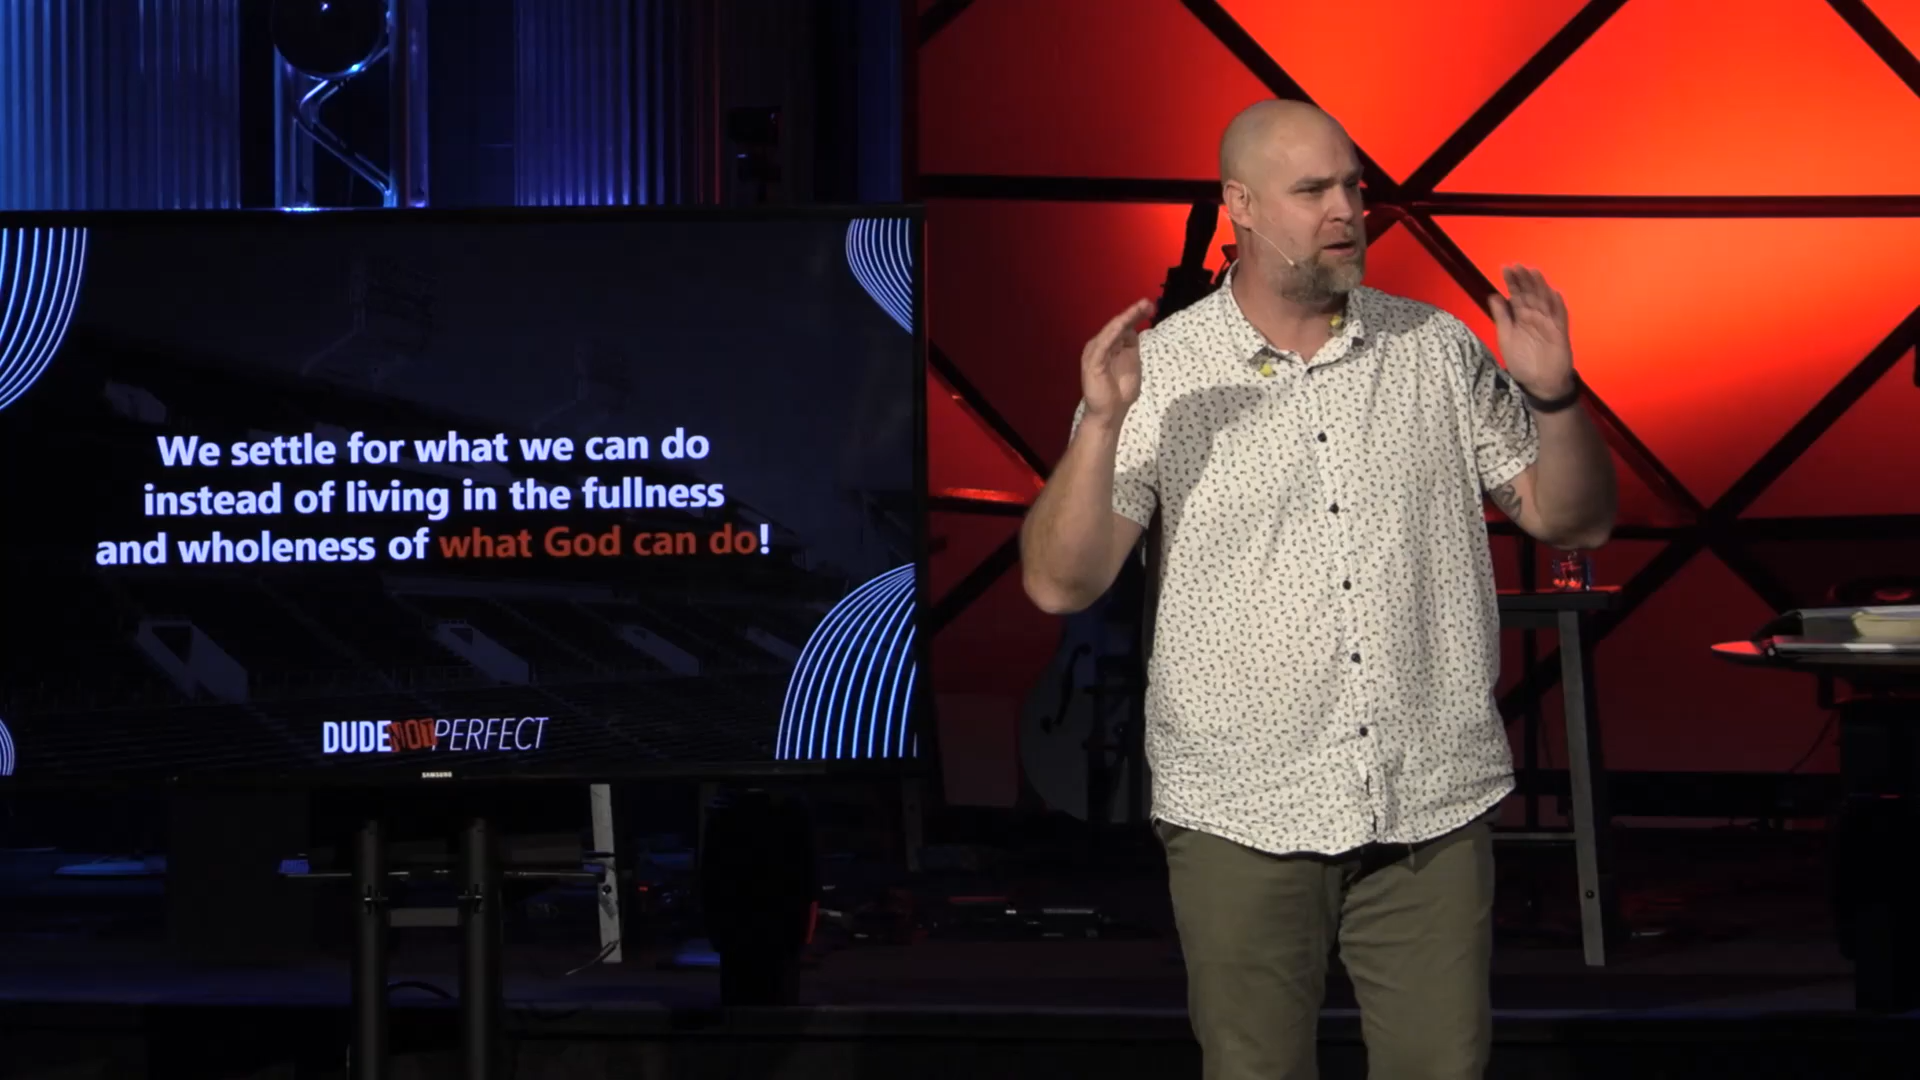 We settle for what we can do
instead of living in the fullness
and wholeness of what God can do!
DUDE NOT PERFECT
SAMSUNG